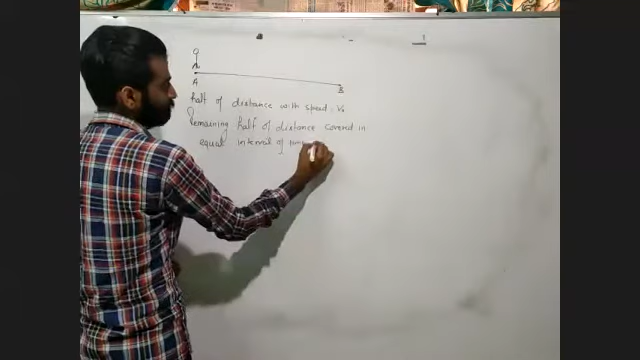 A
B
half of distance with speed . V₀
Remaining half of distance covered in
equal interval of time